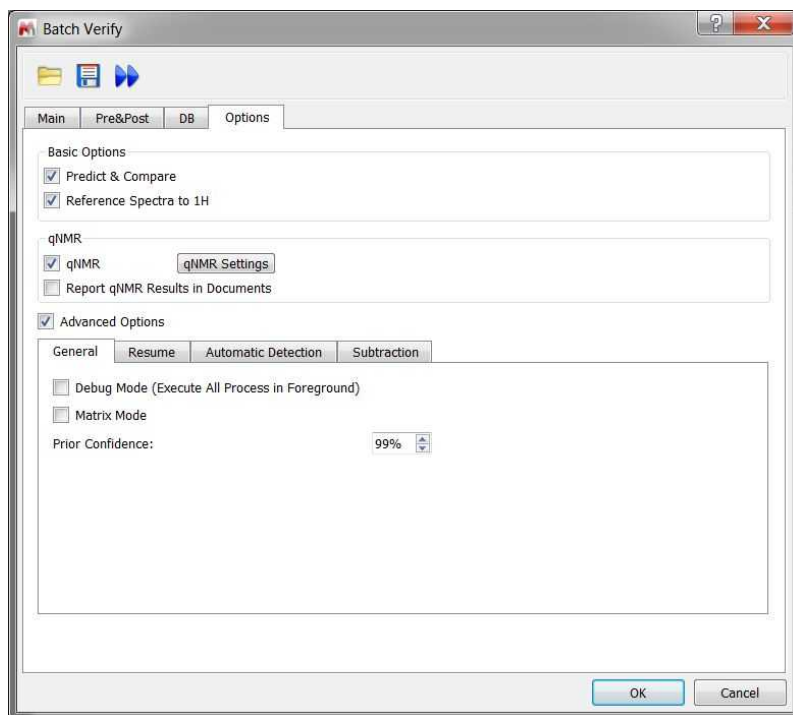 Batch Verify
?
X
Main Pre&Post DB Options
Basic Options
Predict & Compare
Reference Spectra to 1H
qNMR
qNMR qNMR Settings
Report qNMR Results in Documents
Advanced Options
General Resume Automatic Detection Subtraction
Debug Mode (Execute All Process in Foreground)
Matrix Mode
Prior Confidence: 99%
OK Cancel